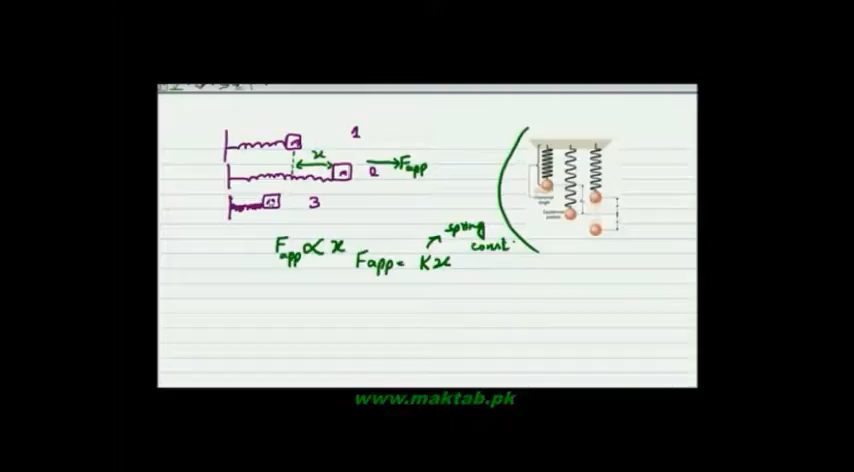 m 1
x
m 2 → Fapp
m 3
Fapp ∝ x
Fapp = Kx
spring
const.
www.maktab.pk